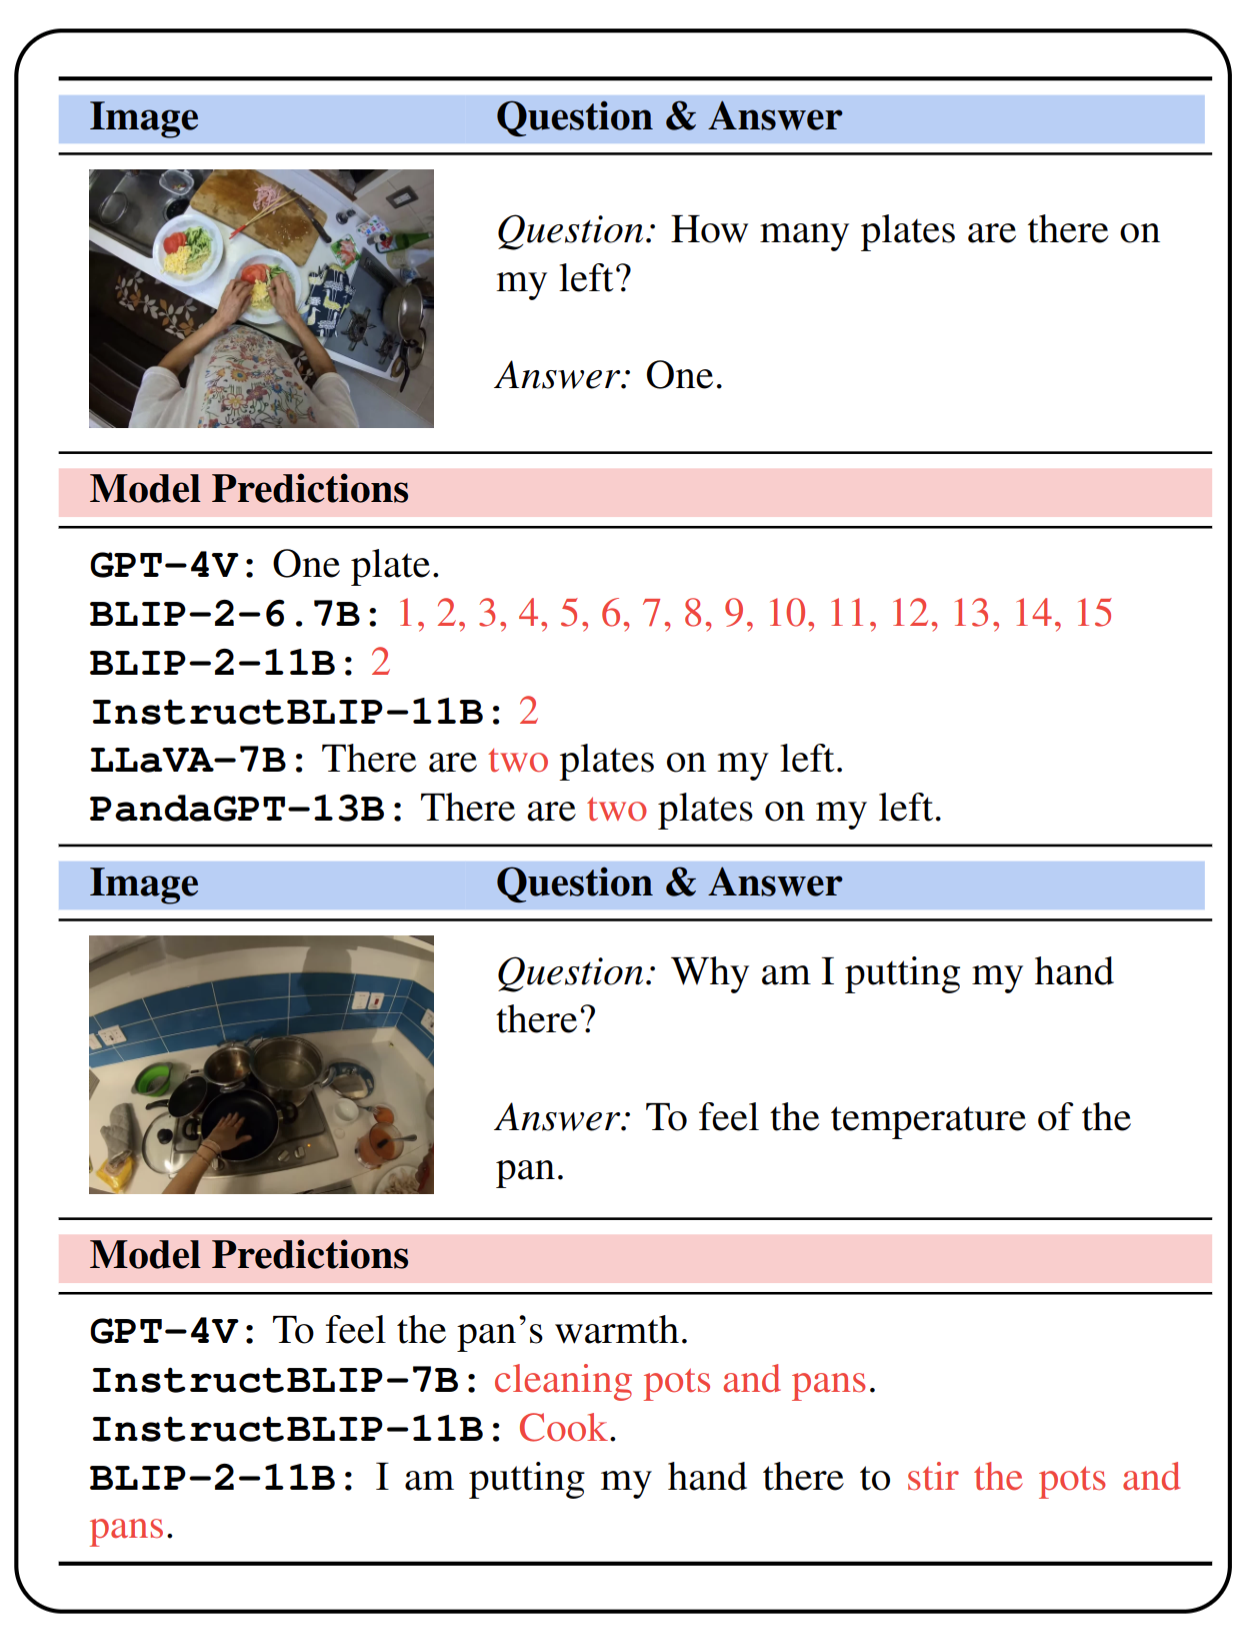 Image Question & Answer
Question: How many plates are there on
my left?
Answer: One.
Model Predictions
GPT-4V: One plate.
BLIP-2-6.7B: 1, 2, 3, 4, 5, 6, 7, 8, 9, 10, 11, 12, 13, 14, 15
BLIP-2-11B: 2
InstructBLIP-11B: 2
LLaVA-7B: There are two plates on my left.
PandaGPT-13B: There are two plates on my left.
Image Question & Answer
Question: Why am I putting my hand
there?
Answer: To feel the temperature of the
pan.
Model Predictions
GPT-4V: To feel the pan’s warmth.
InstructBLIP-7B: cleaning pots and pans.
InstructBLIP-11B: Cook.
BLIP-2-11B: I am putting my hand there to stir the pots and
pans.